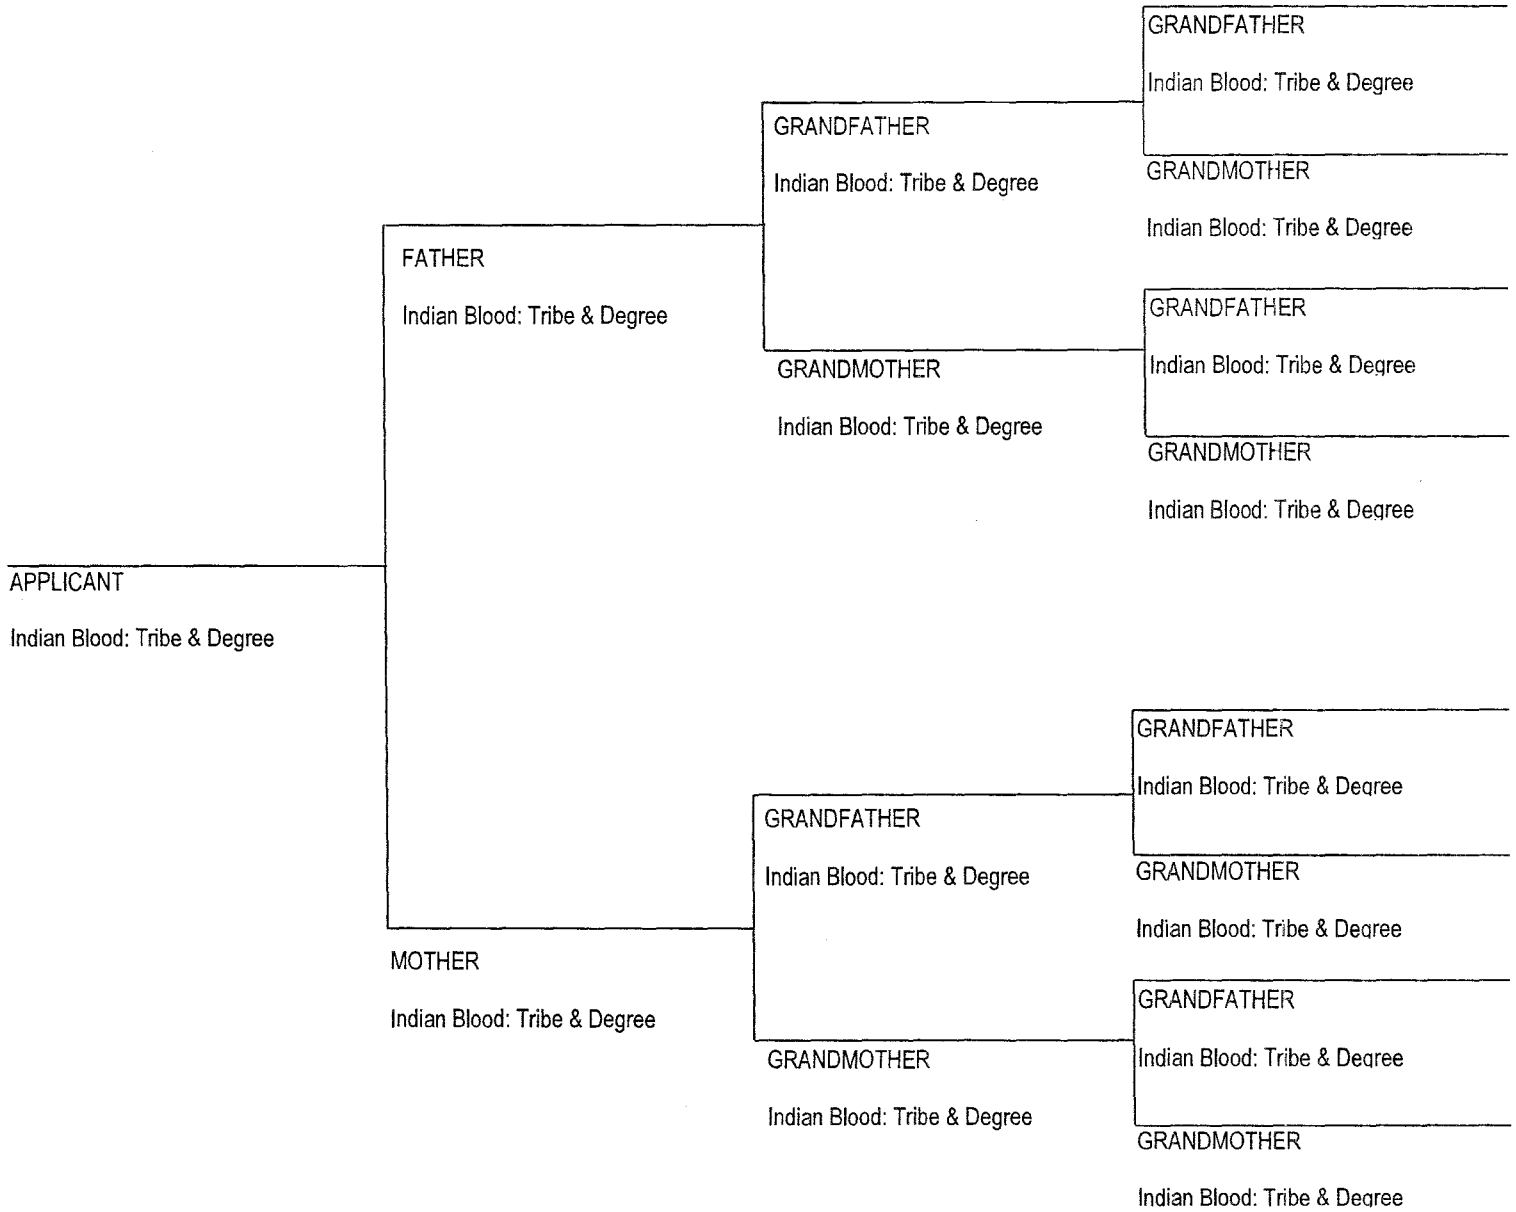 GRANDFATHER
Indian Blood: Tribe & Degree
GRANDFATHER
Indian Blood: Tribe & Degree
GRANDMOTHER
Indian Blood: Tribe & Degree
FATHER
Indian Blood: Tribe & Degree
GRANDFATHER
Indian Blood: Tribe & Degree
GRANDMOTHER
Indian Blood: Tribe & Degree
GRANDMOTHER
Indian Blood: Tribe & Degree
APPLICANT
Indian Blood: Tribe & Degree
GRANDFATHER
Indian Blood: Tribe & Degree
GRANDFATHER
Indian Blood: Tribe & Degree
GRANDMOTHER
Indian Blood: Tribe & Degree
MOTHER
Indian Blood: Tribe & Degree
GRANDFATHER
Indian Blood: Tribe & Degree
GRANDMOTHER
Indian Blood: Tribe & Degree
GRANDMOTHER
Indian Blood: Tribe & Degree